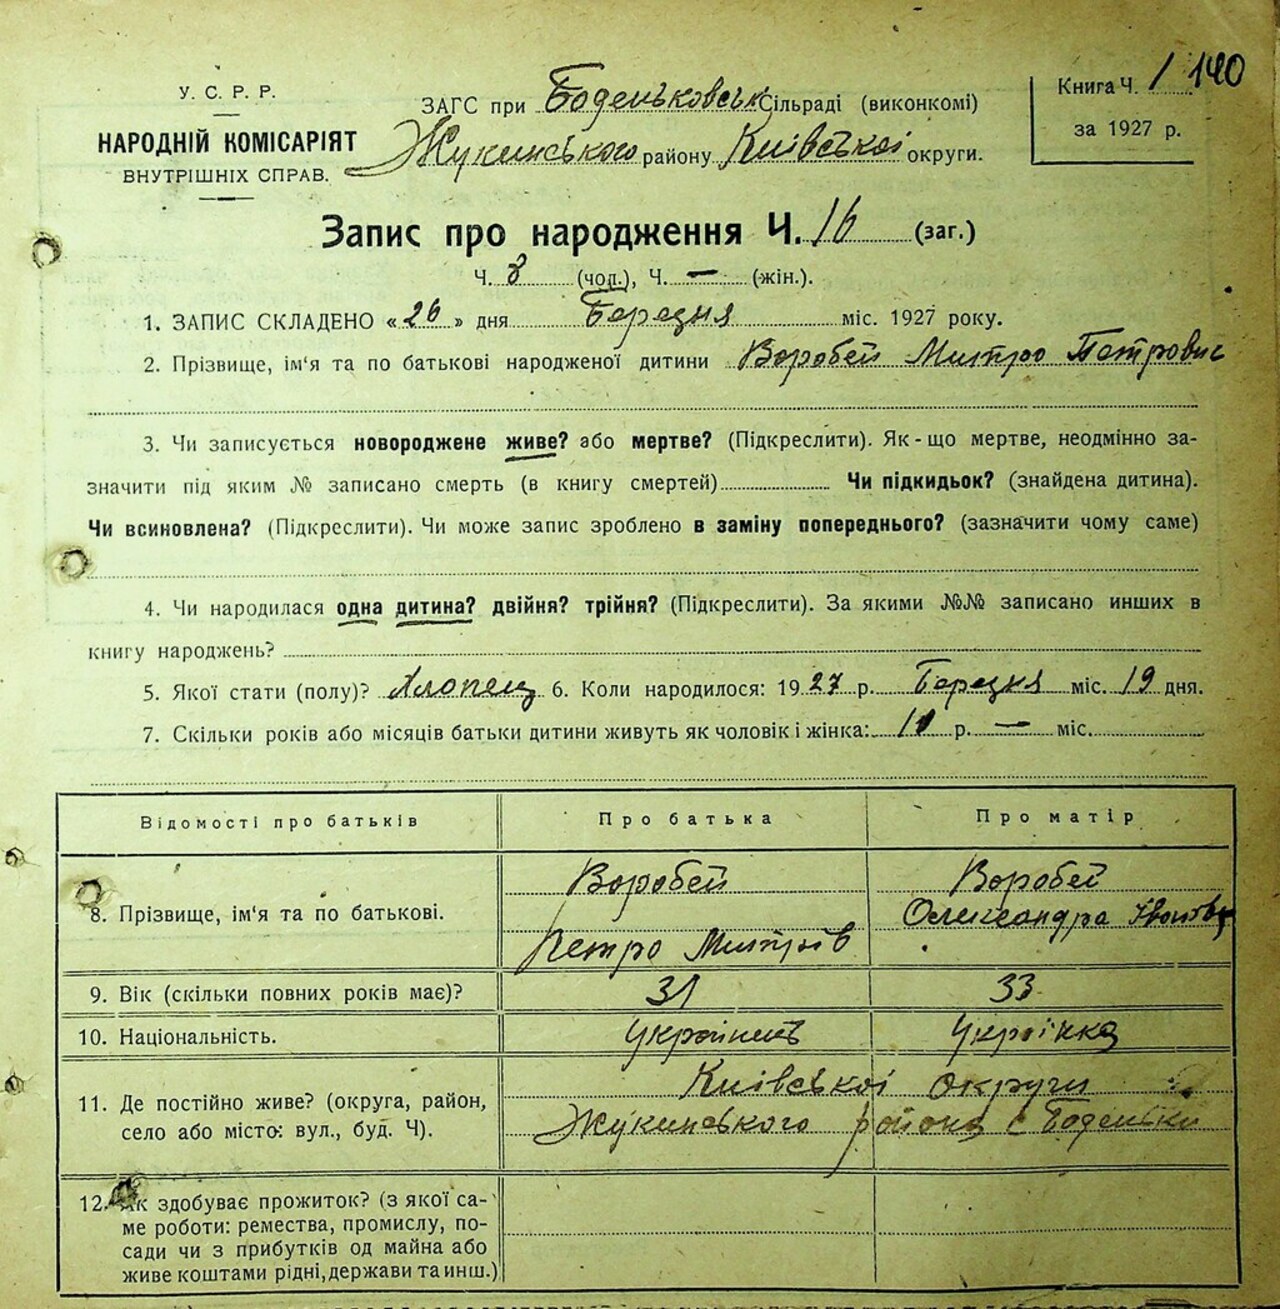 140
У. С. Р. Р.
НАРОДНІЙ КОМІСАРІЯТ
ВНУТРІШНІХ СПРАВ.
ЗАГС при Боденьковськ Сільраді (виконкомі)
Жукинського району Київської округи.
Книга Ч. 1
за 1927 р.
Запис про народження Ч. 16 (заг.)
Ч. 8 (чол.), Ч. — (жін.).
1. ЗАПИС СКЛАДЕНО «26» дня Березня міс. 1927 року.
2. Прізвище, ім'я та по батькові народженої дитини Воробей Митро Петрович
3. Чи записується новороджене живе? або мертве? (Підкреслити). Як-що мертве, неодмінно за-
значити під яким № записано смерть (в книгу смертей) Чи підкидьок? (знайдена дитина).
Чи всиновлена? (Підкреслити). Чи може запис зроблено в заміну попереднього? (зазначити чому саме)
4. Чи народилася одна дитина? двійня? трійня? (Підкреслити). За якими №№ записано инших в
книгу народжень?
5. Якої стати (полу)? Хлопець 6. Коли народилося: 1927 р. Березня міс. 19 дня.
7. Скільки років або місяців батьки дитини живуть як чоловік і жінка: р. — міс.
Відомості про батьків Про батька Про матір
8. Прізвище, ім'я та по батькові.
Воробей
Петро Митрів
Воробей
Олександра Іванівна
9. Вік (скільки повних років має)? 31 33
10. Національність. Українець Українка
11. Де постійно живе? (округа, район,
село або місто: вул., буд. Ч).
Київської округи
Жукинського района с Боденьки
12. Як здобуває прожиток? (з якої са-
ме роботи: ремества, промислу, по-
сади чи з прибутків од майна або
живе коштами рідні, держави та инш.)